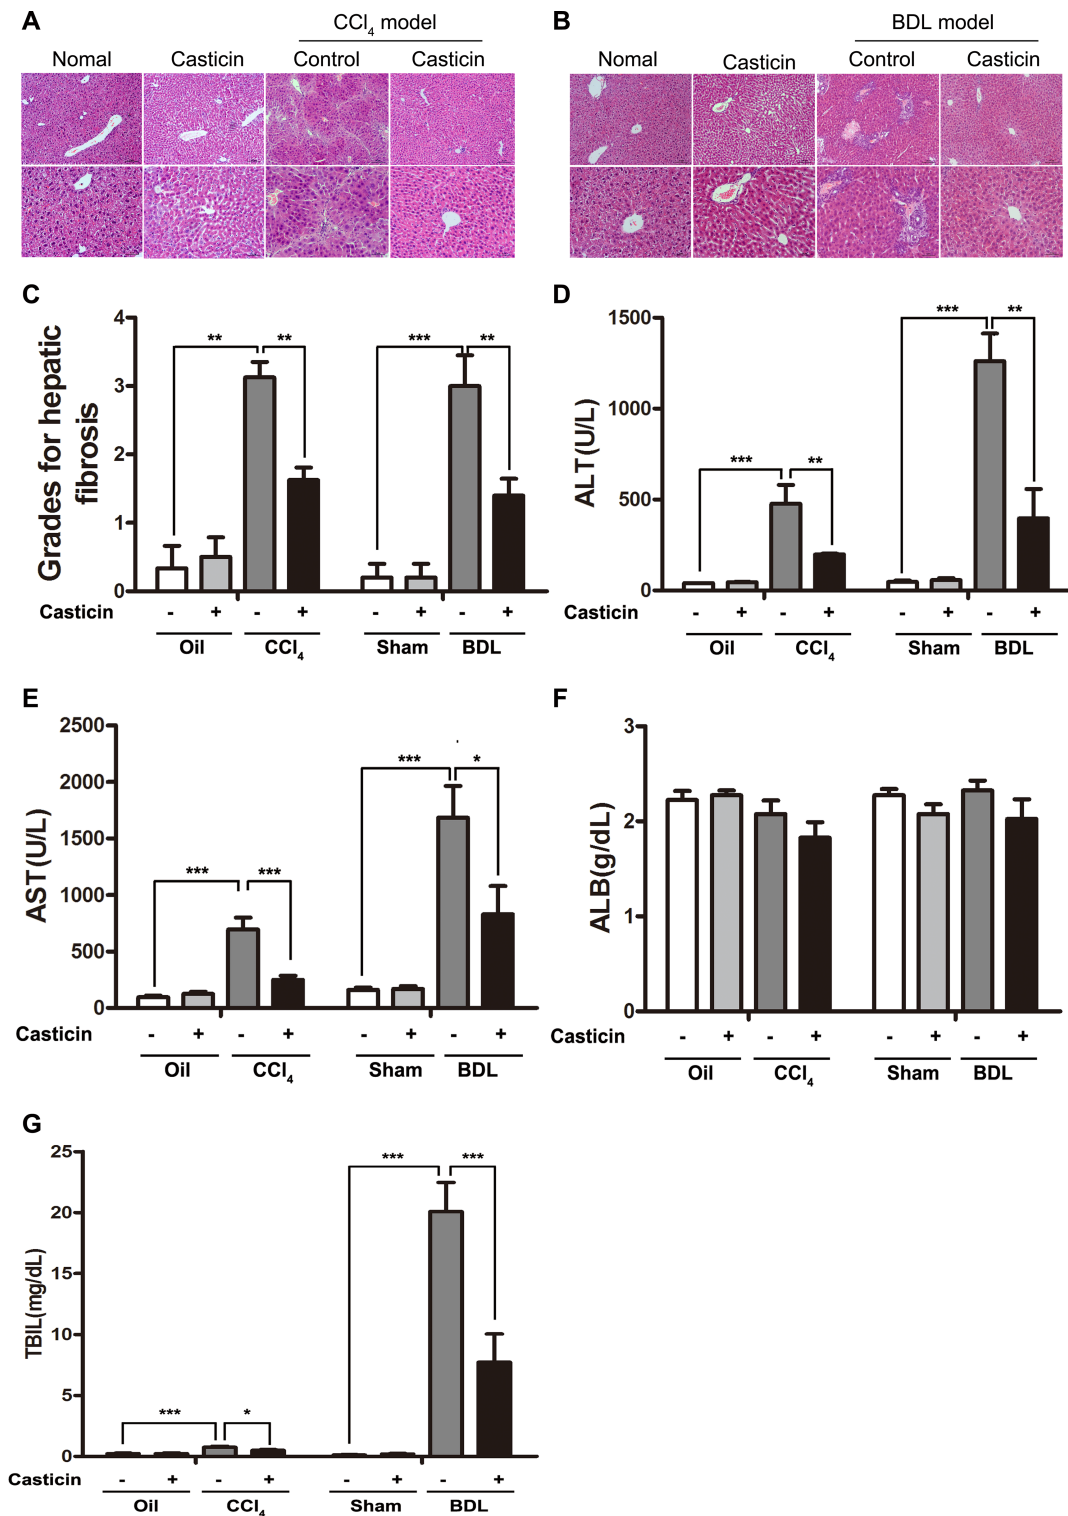 A
CCl4 model
Nomal Casticin Control Casticin
B
BDL model
Normal Casticin Control Casticin
C
Grades for hepatic
fibrosis
4
3
2
1
0
** ** *** **
Casticin - + - + - + - +
Oil CCl4 Sham BDL
D
ALT(U/L)
1500
1000
500
0
*** ** *** **
Casticin - + - + - + - +
Oil CCl4 Sham BDL
E
AST(U/L)
2500
2000
1500
1000
500
0
*** *** *** *
Casticin - + - + - + - +
Oil CCl4 Sham BDL
F
ALB(g/dL)
3
2
1
0
Casticin - + - + - + - +
Oil CCl4 Sham BDL
G
TBIL(mg/dL)
25
20
15
10
5
0
*** * *** ***
Casticin - + - + - + - +
Oil CCl4 Sham BDL